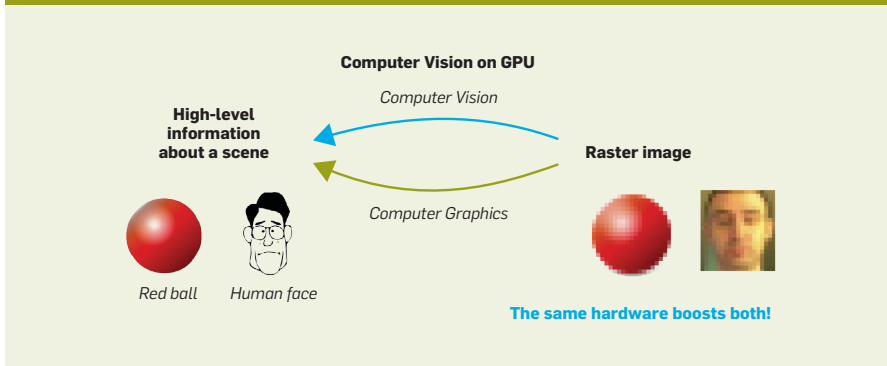 Computer Vision on GPU
Computer Vision
High-level
information
about a scene
Raster image
Computer Graphics
Red ball
Human face
The same hardware boosts both!